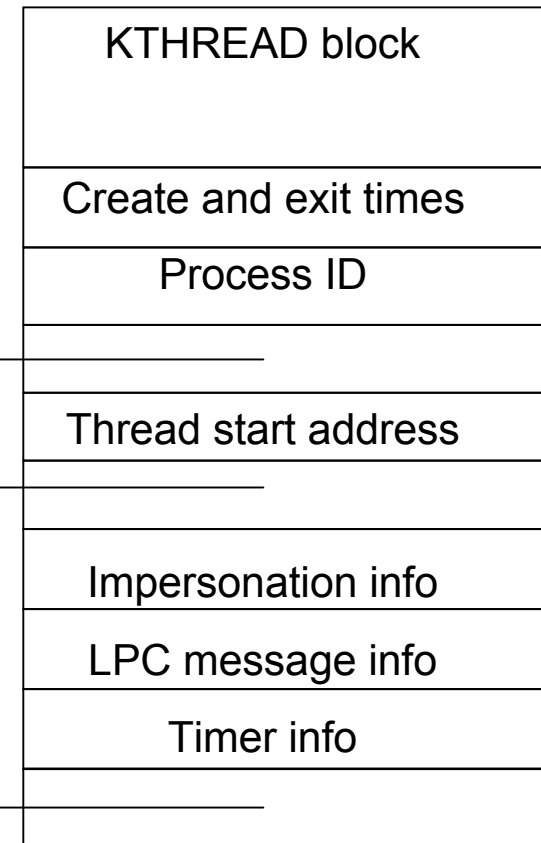 KTHREAD block
Create and exit times
Process ID
Thread start address
Impersonation info
LPC message info
Timer info